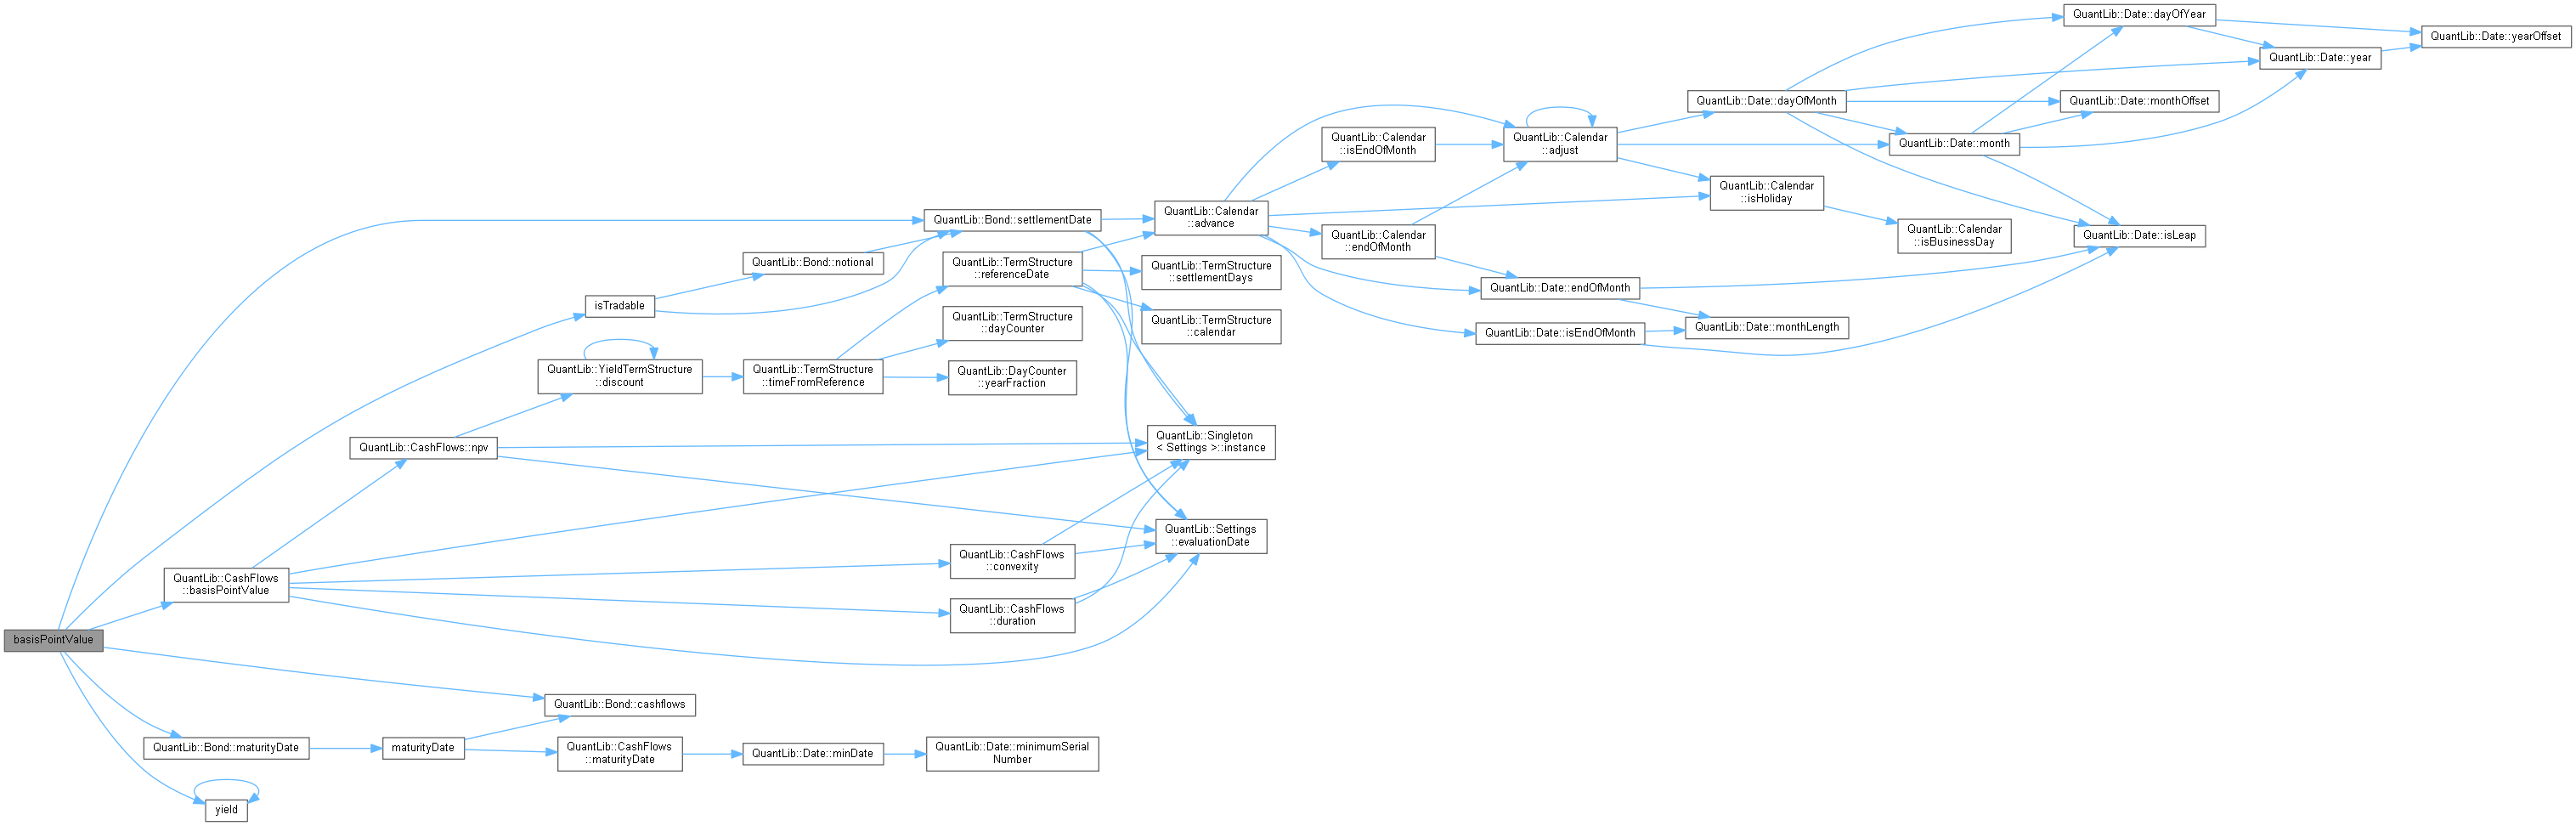 basisPointValue
QuantLib::CashFlows
::basisPointValue
QuantLib::Bond::maturityDate
yield
QuantLib::CashFlows::npv
maturityDate
isTradable
QuantLib::YieldTermStructure
::discount
QuantLib::Bond::cashflows
QuantLib::CashFlows
::maturityDate
QuantLib::Bond::notional
QuantLib::TermStructure
::timeFromReference
QuantLib::Date::minDate
QuantLib::Bond::settlementDate
QuantLib::TermStructure
::referenceDate
QuantLib::TermStructure
::dayCounter
QuantLib::DayCounter
::yearFraction
QuantLib::CashFlows
::convexity
QuantLib::CashFlows
::duration
QuantLib::Date::minimumSerial
Number
QuantLib::Calendar
::advance
QuantLib::TermStructure
::settlementDays
QuantLib::TermStructure
::calendar
QuantLib::Singleton
< Settings >::instance
QuantLib::Settings
::evaluationDate
QuantLib::Calendar
::isEndOfMonth
QuantLib::Calendar
::endOfMonth
QuantLib::Calendar
::adjust
QuantLib::Date::endOfMonth
QuantLib::Date::isEndOfMonth
QuantLib::Date::dayOfMonth
QuantLib::Calendar
::isHoliday
QuantLib::Date::monthLength
QuantLib::Date::month
QuantLib::Calendar
::isBusinessDay
QuantLib::Date::dayOfYear
QuantLib::Date::monthOffset
QuantLib::Date::isLeap
QuantLib::Date::year
QuantLib::Date::yearOffset